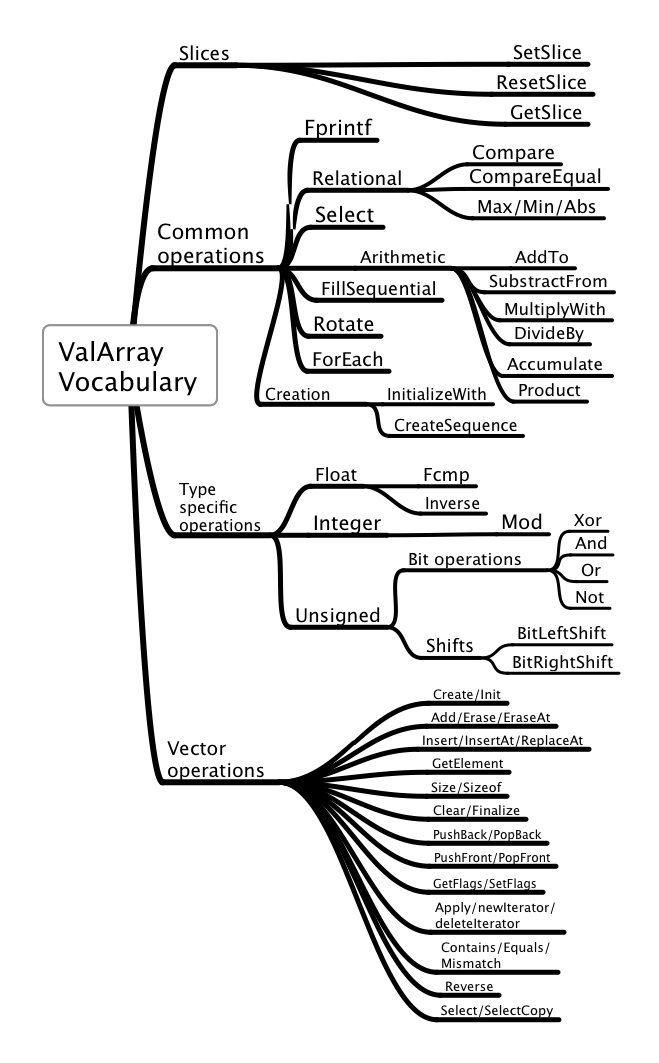 Slices
SetSlice
ResetSlice
GetSlice
Fprintf
Relational
Compare
CompareEqual
Max/Min/Abs
Select
Common
operations
Arithmetic
AddTo
SubstractFrom
MultiplyWith
DivideBy
Accumulate
Product
FillSequential
Rotate
ForEach
Creation
InitializeWith
CreateSequence
ValArray
Vocabulary
Type
specific
operations
Float
Fcmp
Inverse
Integer
Mod
Unsigned
Bit operations
Xor
And
Or
Not
Shifts
BitLeftShift
BitRightShift
Vector
operations
Create/Init
Add/Erase/EraseAt
Insert/InsertAt/ReplaceAt
GetElement
Size/Sizeof
Clear/Finalize
PushBack/PopBack
PushFront/PopFront
GetFlags/SetFlags
Apply/newIterator/
deleteIterator
Contains/Equals/
Mismatch
Reverse
Select/SelectCopy